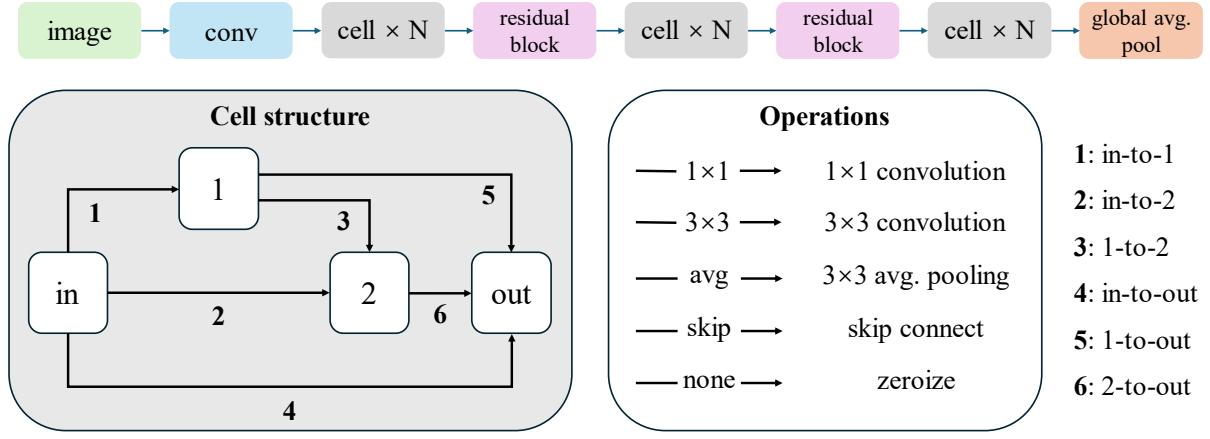 image
conv
cell × N
residual
block
cell × N
residual
block
cell × N
global avg.
pool
Cell structure
1
1
5
3
in
2
2
6
out
4
Operations
1×1 1×1 convolution
3×3 3×3 convolution
avg 3×3 avg. pooling
skip skip connect
none zeroize
1: in-to-1
2: in-to-2
3: 1-to-2
4: in-to-out
5: 1-to-out
6: 2-to-out